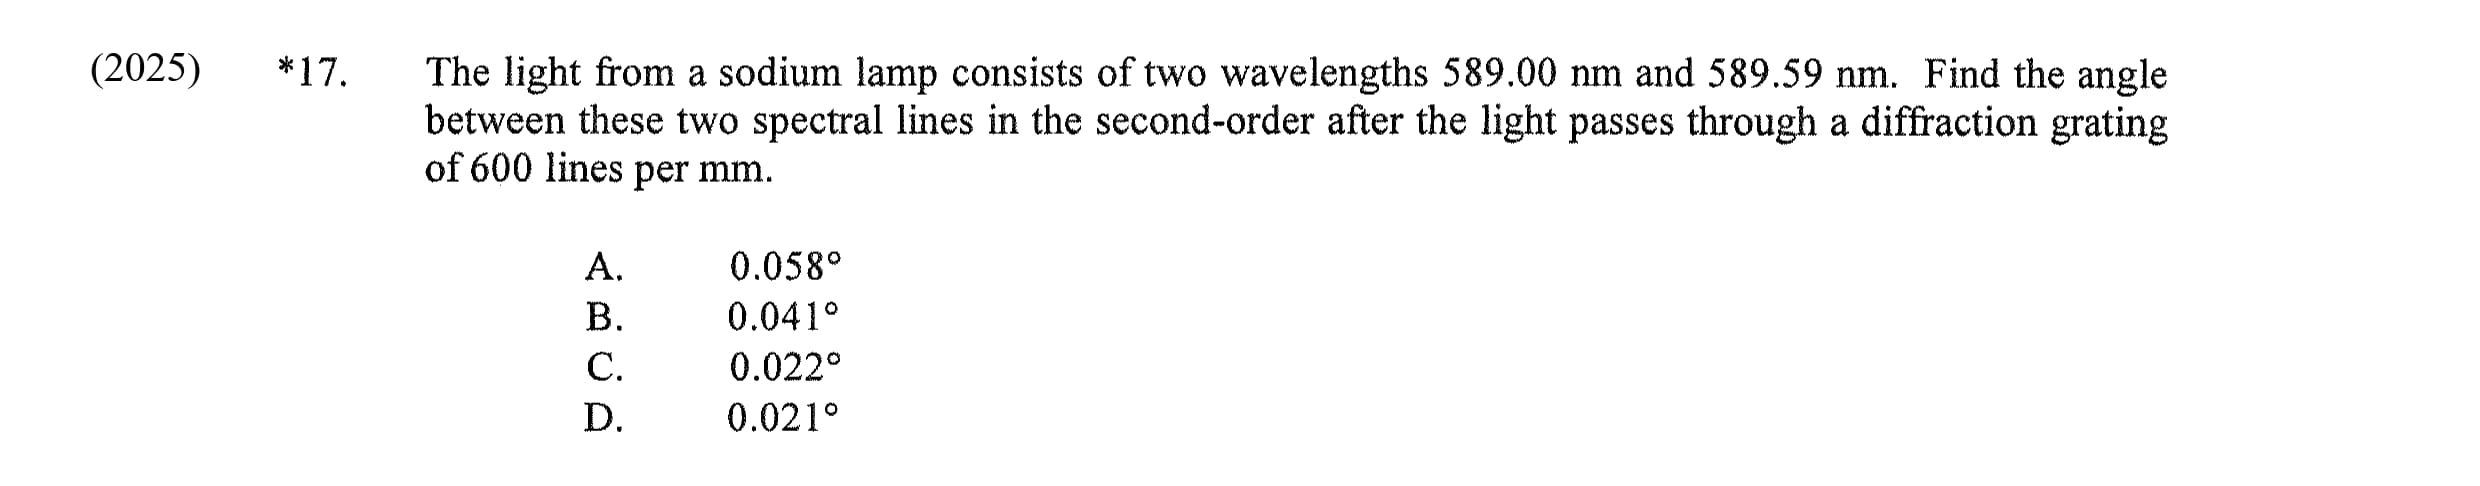 (2025) *17. The light from a sodium lamp consists of two wavelengths 589.00 nm and 589.59 nm. Find the angle
between these two spectral lines in the second-order after the light passes through a diffraction grating
of 600 lines per mm.
A. 0.058°
B. 0.041°
C. 0.022°
D. 0.021°